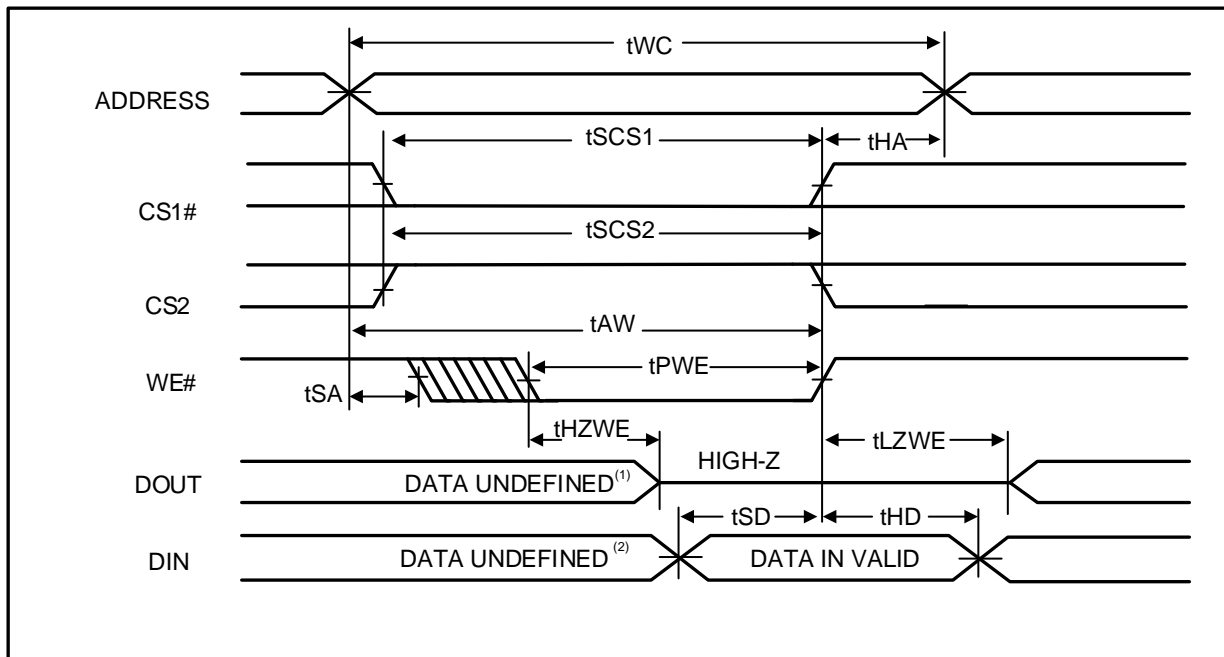 tWC
ADDRESS
tSCS1
tHA
CS1#
tSCS2
CS2
tAW
WE#
tPWE
tSA
tHZWE
tLZWE
HIGH-Z
DOUT
DATA UNDEFINED(1)
tSD
tHD
DIN
DATA UNDEFINED (2)
DATA IN VALID